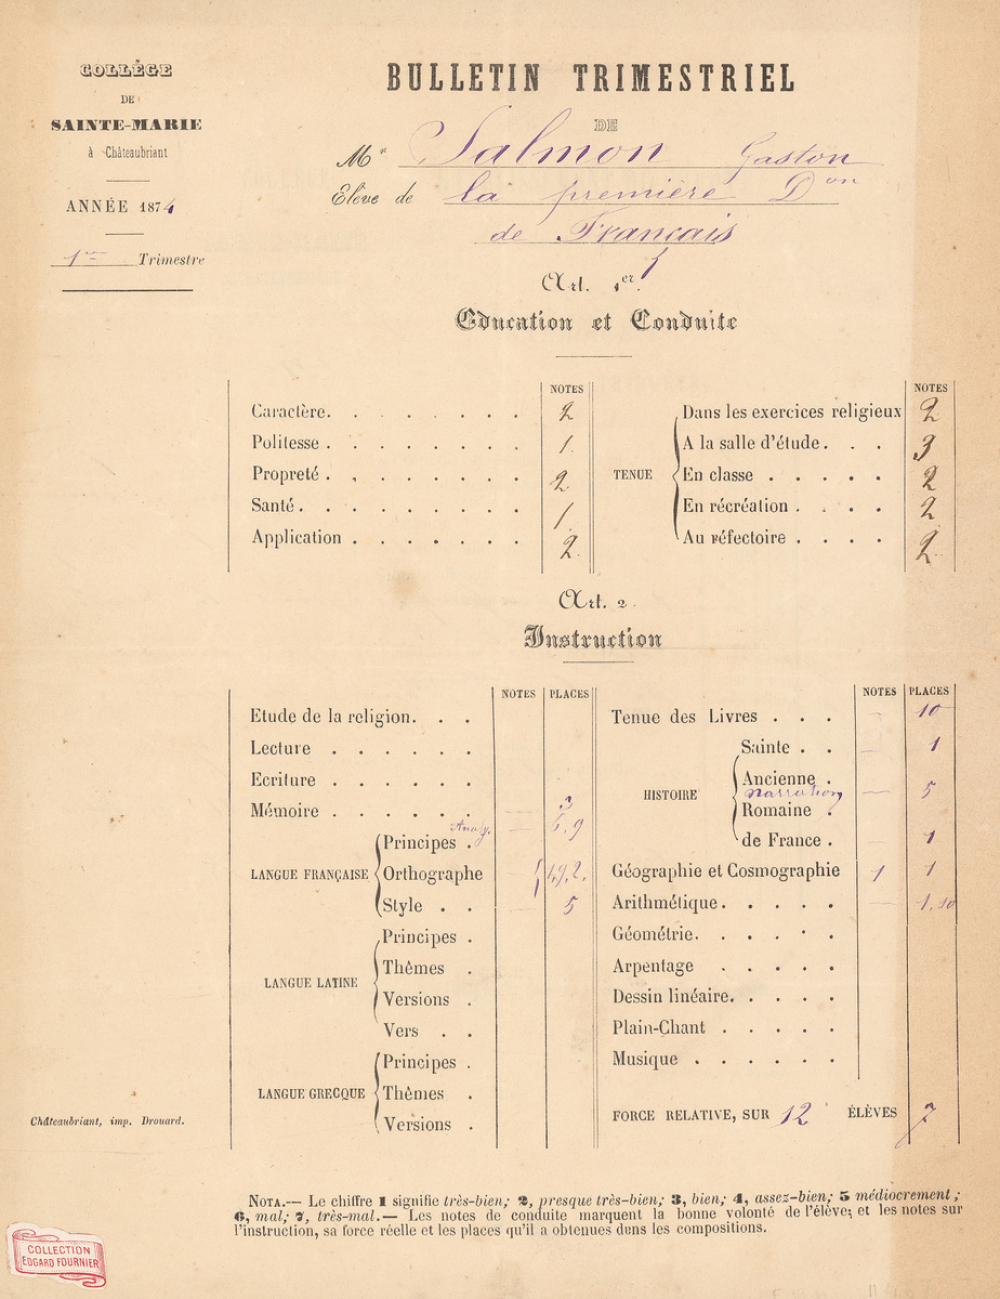 COLLÈGE
DE
SAINTE-MARIE
à Châteaubriant
ANNÉE 1874
1er Trimestre
BULLETIN TRIMESTRIEL
DE
Mr Salmon Gaston
Elève de la première Don
de Français
Art. 1er.
Education et Conduite
NOTES
Caractère. . . . . . . . 2
Politesse . . . . . . . . 1
Propreté . . . . . . . . 2
Santé . . . . . . . . . 1
Application . . . . . . . 2
NOTES
TENUE
Dans les exercices religieux 2
A la salle d'étude. . . 3
En classe . . . . . 2
En récréation . . . . 2
Au réfectoire . . . . 2
Art. 2.
Instruction
NOTES PLACES
Etude de la religion. . .
Lecture . . . . . .
Ecriture . . . . . .
Mémoire . . . . . . 3
LANGUE FRANÇAISE
Principes . Analy. 9
Orthographe
Style . . 5
LANGUE LATINE
Principes .
Thèmes .
Versions .
Vers . .
LANGUE GRECQUE
Principes .
Thèmes .
Versions .
NOTES PLACES
Tenue des Livres . . . 10
HISTOIRE
Sainte . . 1
Ancienne .
Narration 5
Romaine .
de France . 1
Géographie et Cosmographie 1 1
Arithmétique. . . . . 1,10
Géométrie. . . . . .
Arpentage . . . . .
Dessin linéaire. . . . .
Plain-Chant . . . . .
Musique . . . . . .
FORCE RELATIVE, SUR 12 ÉLÈVES 7
Châteaubriant, imp. Drouard.
NOTA.— Le chiffre 1 signifie très-bien; 2, presque très-bien; 3, bien; 4, assez-bien; 5 médiocrement;
6, mal; 7, très-mal.— Les notes de conduite marquent la bonne volonté de l'élève; et les notes sur
l'instruction, sa force réelle et les places qu'il a obtenues dans les compositions.
COLLECTION
EDGARD FOURNIER